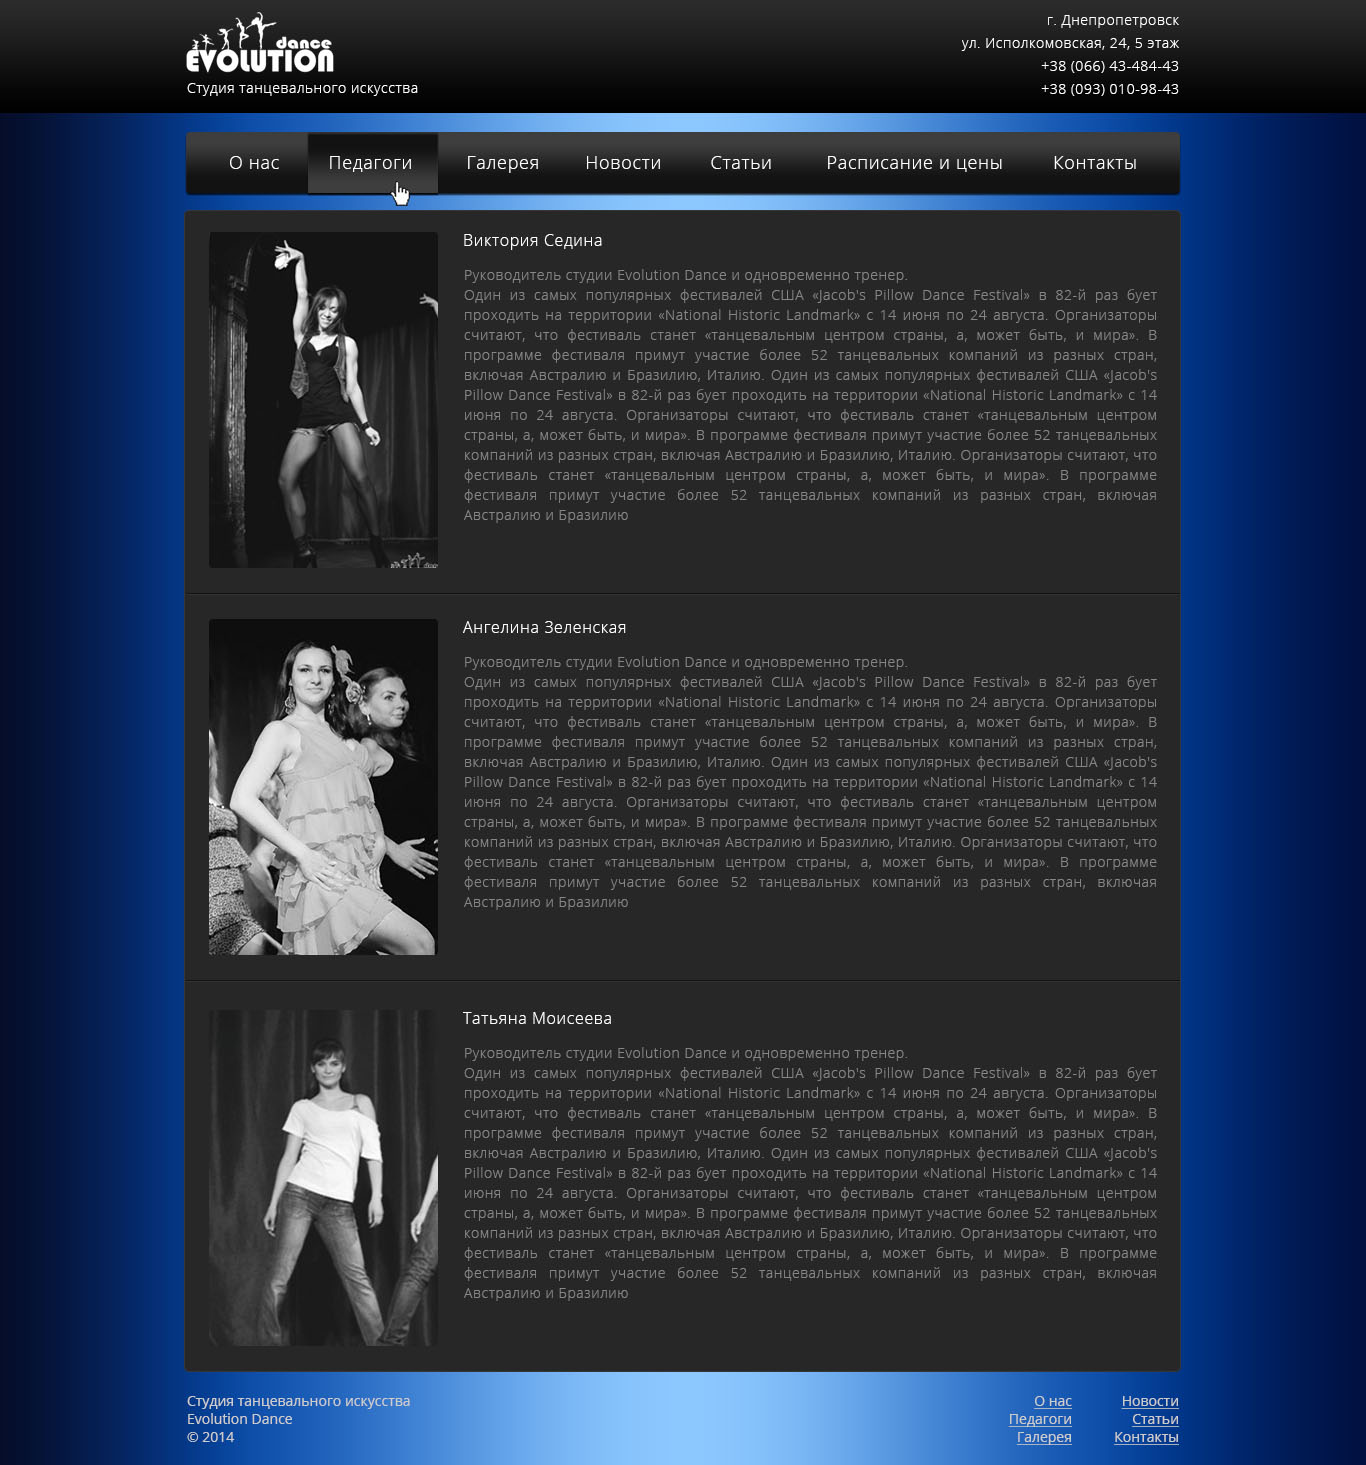 dance
EVOLUTION
Студия танцевального искусства
г. Днепропетровск
ул. Исполкомовская, 24, 5 этаж
+38 (066) 43-484-43
+38 (093) 010-98-43
О нас Педагоги Галерея Новости Статьи Расписание и цены Контакты
Виктория Седина
Руководитель студии Evolution Dance и одновременно тренер.
Один из самых популярных фестивалей США «Jacob's Pillow Dance Festival» в 82-й раз бует
проходить на территории «National Historic Landmark» с 14 июня по 24 августа. Организаторы
считают, что фестиваль станет «танцевальным центром страны, а, может быть, и мира». В
программе фестиваля примут участие более 52 танцевальных компаний из разных стран,
включая Австралию и Бразилию, Италию. Один из самых популярных фестивалей США «Jacob's
Pillow Dance Festival» в 82-й раз бует проходить на территории «National Historic Landmark» с 14
июня по 24 августа. Организаторы считают, что фестиваль станет «танцевальным центром
страны, а, может быть, и мира». В программе фестиваля примут участие более 52 танцевальных
компаний из разных стран, включая Австралию и Бразилию, Италию. Организаторы считают, что
фестиваль станет «танцевальным центром страны, а, может быть, и мира». В программе
фестиваля примут участие более 52 танцевальных компаний из разных стран, включая
Австралию и Бразилию
Ангелина Зеленская
Руководитель студии Evolution Dance и одновременно тренер.
Один из самых популярных фестивалей США «Jacob's Pillow Dance Festival» в 82-й раз бует
проходить на территории «National Historic Landmark» с 14 июня по 24 августа. Организаторы
считают, что фестиваль станет «танцевальным центром страны, а, может быть, и мира». В
программе фестиваля примут участие более 52 танцевальных компаний из разных стран,
включая Австралию и Бразилию, Италию. Один из самых популярных фестивалей США «Jacob's
Pillow Dance Festival» в 82-й раз бует проходить на территории «National Historic Landmark» с 14
июня по 24 августа. Организаторы считают, что фестиваль станет «танцевальным центром
страны, а, может быть, и мира». В программе фестиваля примут участие более 52 танцевальных
компаний из разных стран, включая Австралию и Бразилию, Италию. Организаторы считают, что
фестиваль станет «танцевальным центром страны, а, может быть, и мира». В программе
фестиваля примут участие более 52 танцевальных компаний из разных стран, включая
Австралию и Бразилию
Татьяна Моисеева
Руководитель студии Evolution Dance и одновременно тренер.
Один из самых популярных фестивалей США «Jacob's Pillow Dance Festival» в 82-й раз бует
проходить на территории «National Historic Landmark» с 14 июня по 24 августа. Организаторы
считают, что фестиваль станет «танцевальным центром страны, а, может быть, и мира». В
программе фестиваля примут участие более 52 танцевальных компаний из разных стран,
включая Австралию и Бразилию, Италию. Один из самых популярных фестивалей США «Jacob's
Pillow Dance Festival» в 82-й раз бует проходить на территории «National Historic Landmark» с 14
июня по 24 августа. Организаторы считают, что фестиваль станет «танцевальным центром
страны, а, может быть, и мира». В программе фестиваля примут участие более 52 танцевальных
компаний из разных стран, включая Австралию и Бразилию, Италию. Организаторы считают, что
фестиваль станет «танцевальным центром страны, а, может быть, и мира». В программе
фестиваля примут участие более 52 танцевальных компаний из разных стран, включая
Австралию и Бразилию
Студия танцевального искусства
Evolution Dance
© 2014
О нас Новости
Педагоги Статьи
Галерея Контакты